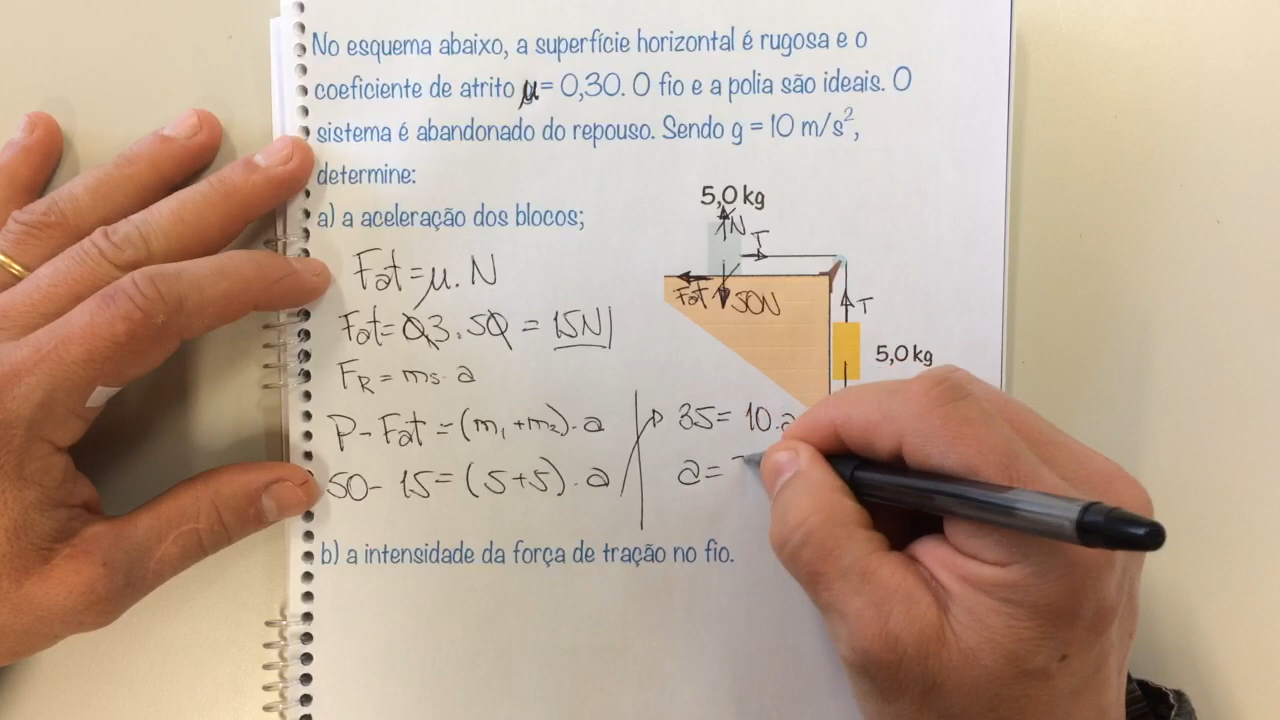 No esquema abaixo, a superfície horizontal é rugosa e o
coeficiente de atrito μ = 0,30. O fio e a polia são ideais. O
sistema é abandonado do repouso. Sendo g = 10 m/s²,
determine:
a) a aceleração dos blocos;
5,0 kg
N
T
Fat
50N
T
5,0 kg
Fat = μ . N
Fat = 0,3 . 50 = 15N
FR = ms . a
P - Fat = (m1 + m2) . a
50 - 15 = (5+5) . a
35 = 10 . a
a =
b) a intensidade da força de tração no fio.